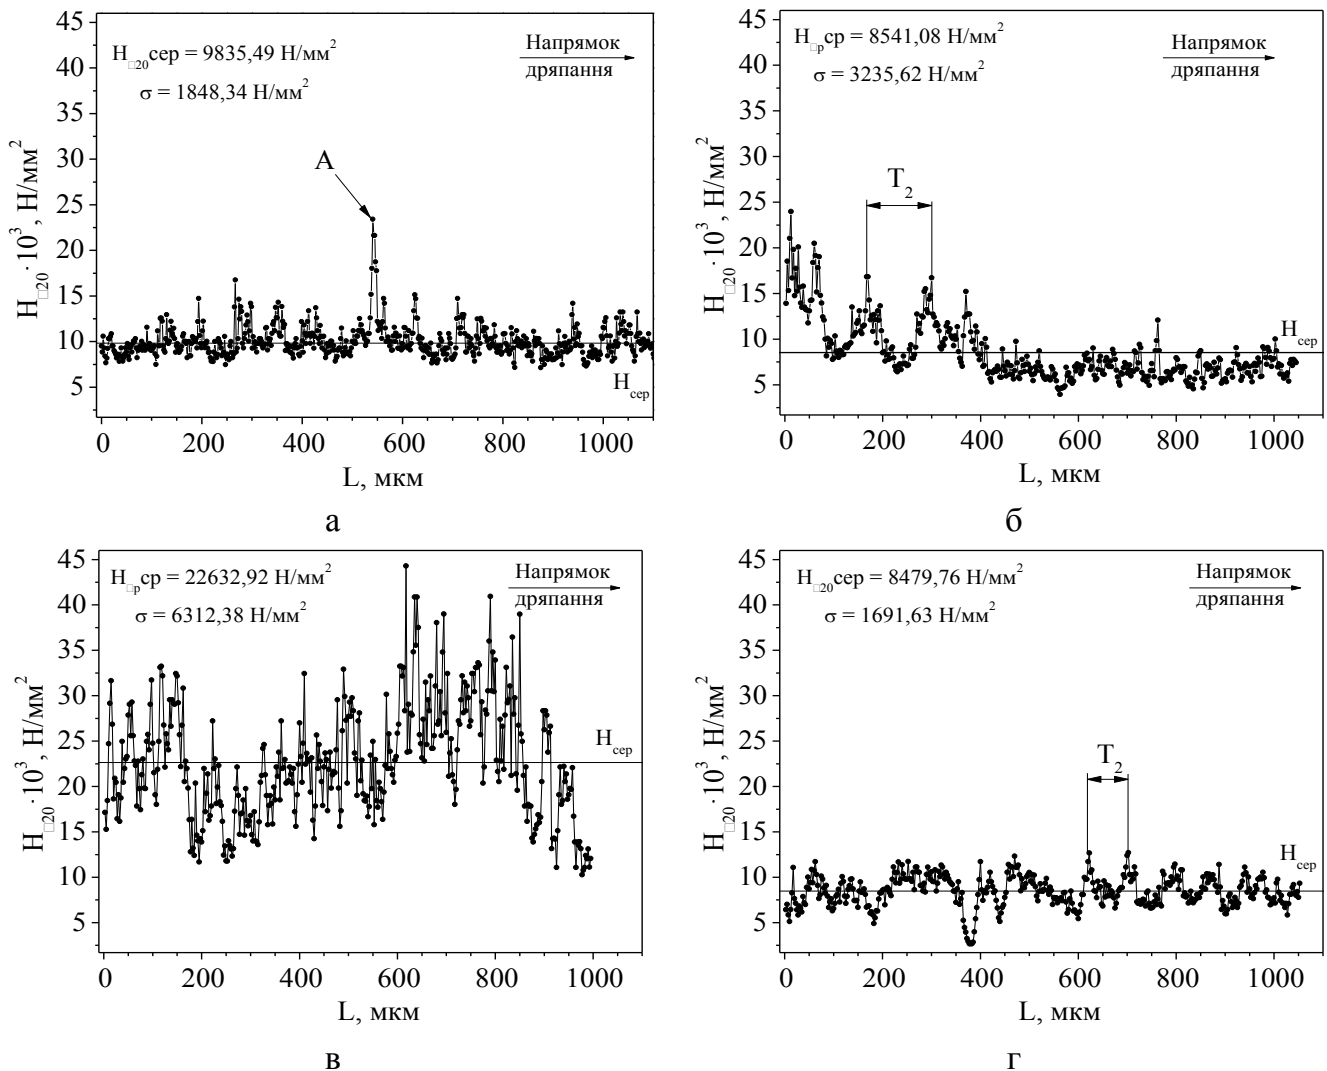 H□20сер = 9835,49 Н/мм²
σ = 1848,34 Н/мм²
Напрямок
дряпання
A
Hсер
H□20 · 10³, Н/мм²
45
40
35
30
25
20
15
10
5
0 200 400 600 800 1000
L, мкм
а
H□pср = 8541,08 Н/мм²
σ = 3235,62 Н/мм²
Напрямок
дряпання
T2
Hсер
H□20 · 10³, Н/мм²
45
40
35
30
25
20
15
10
5
0 200 400 600 800 1000
L, мкм
б
H□pср = 22632,92 Н/мм²
σ = 6312,38 Н/мм²
Напрямок
дряпання
Hсер
H□20 · 10³, Н/мм²
45
40
35
30
25
20
15
10
5
0 200 400 600 800 1000
L, мкм
в
H□20сер = 8479,76 Н/мм²
σ = 1691,63 Н/мм²
Напрямок
дряпання
T2
Hсер
H□20 · 10³, Н/мм²
45
40
35
30
25
20
15
10
5
0 200 400 600 800 1000
L, мкм
г